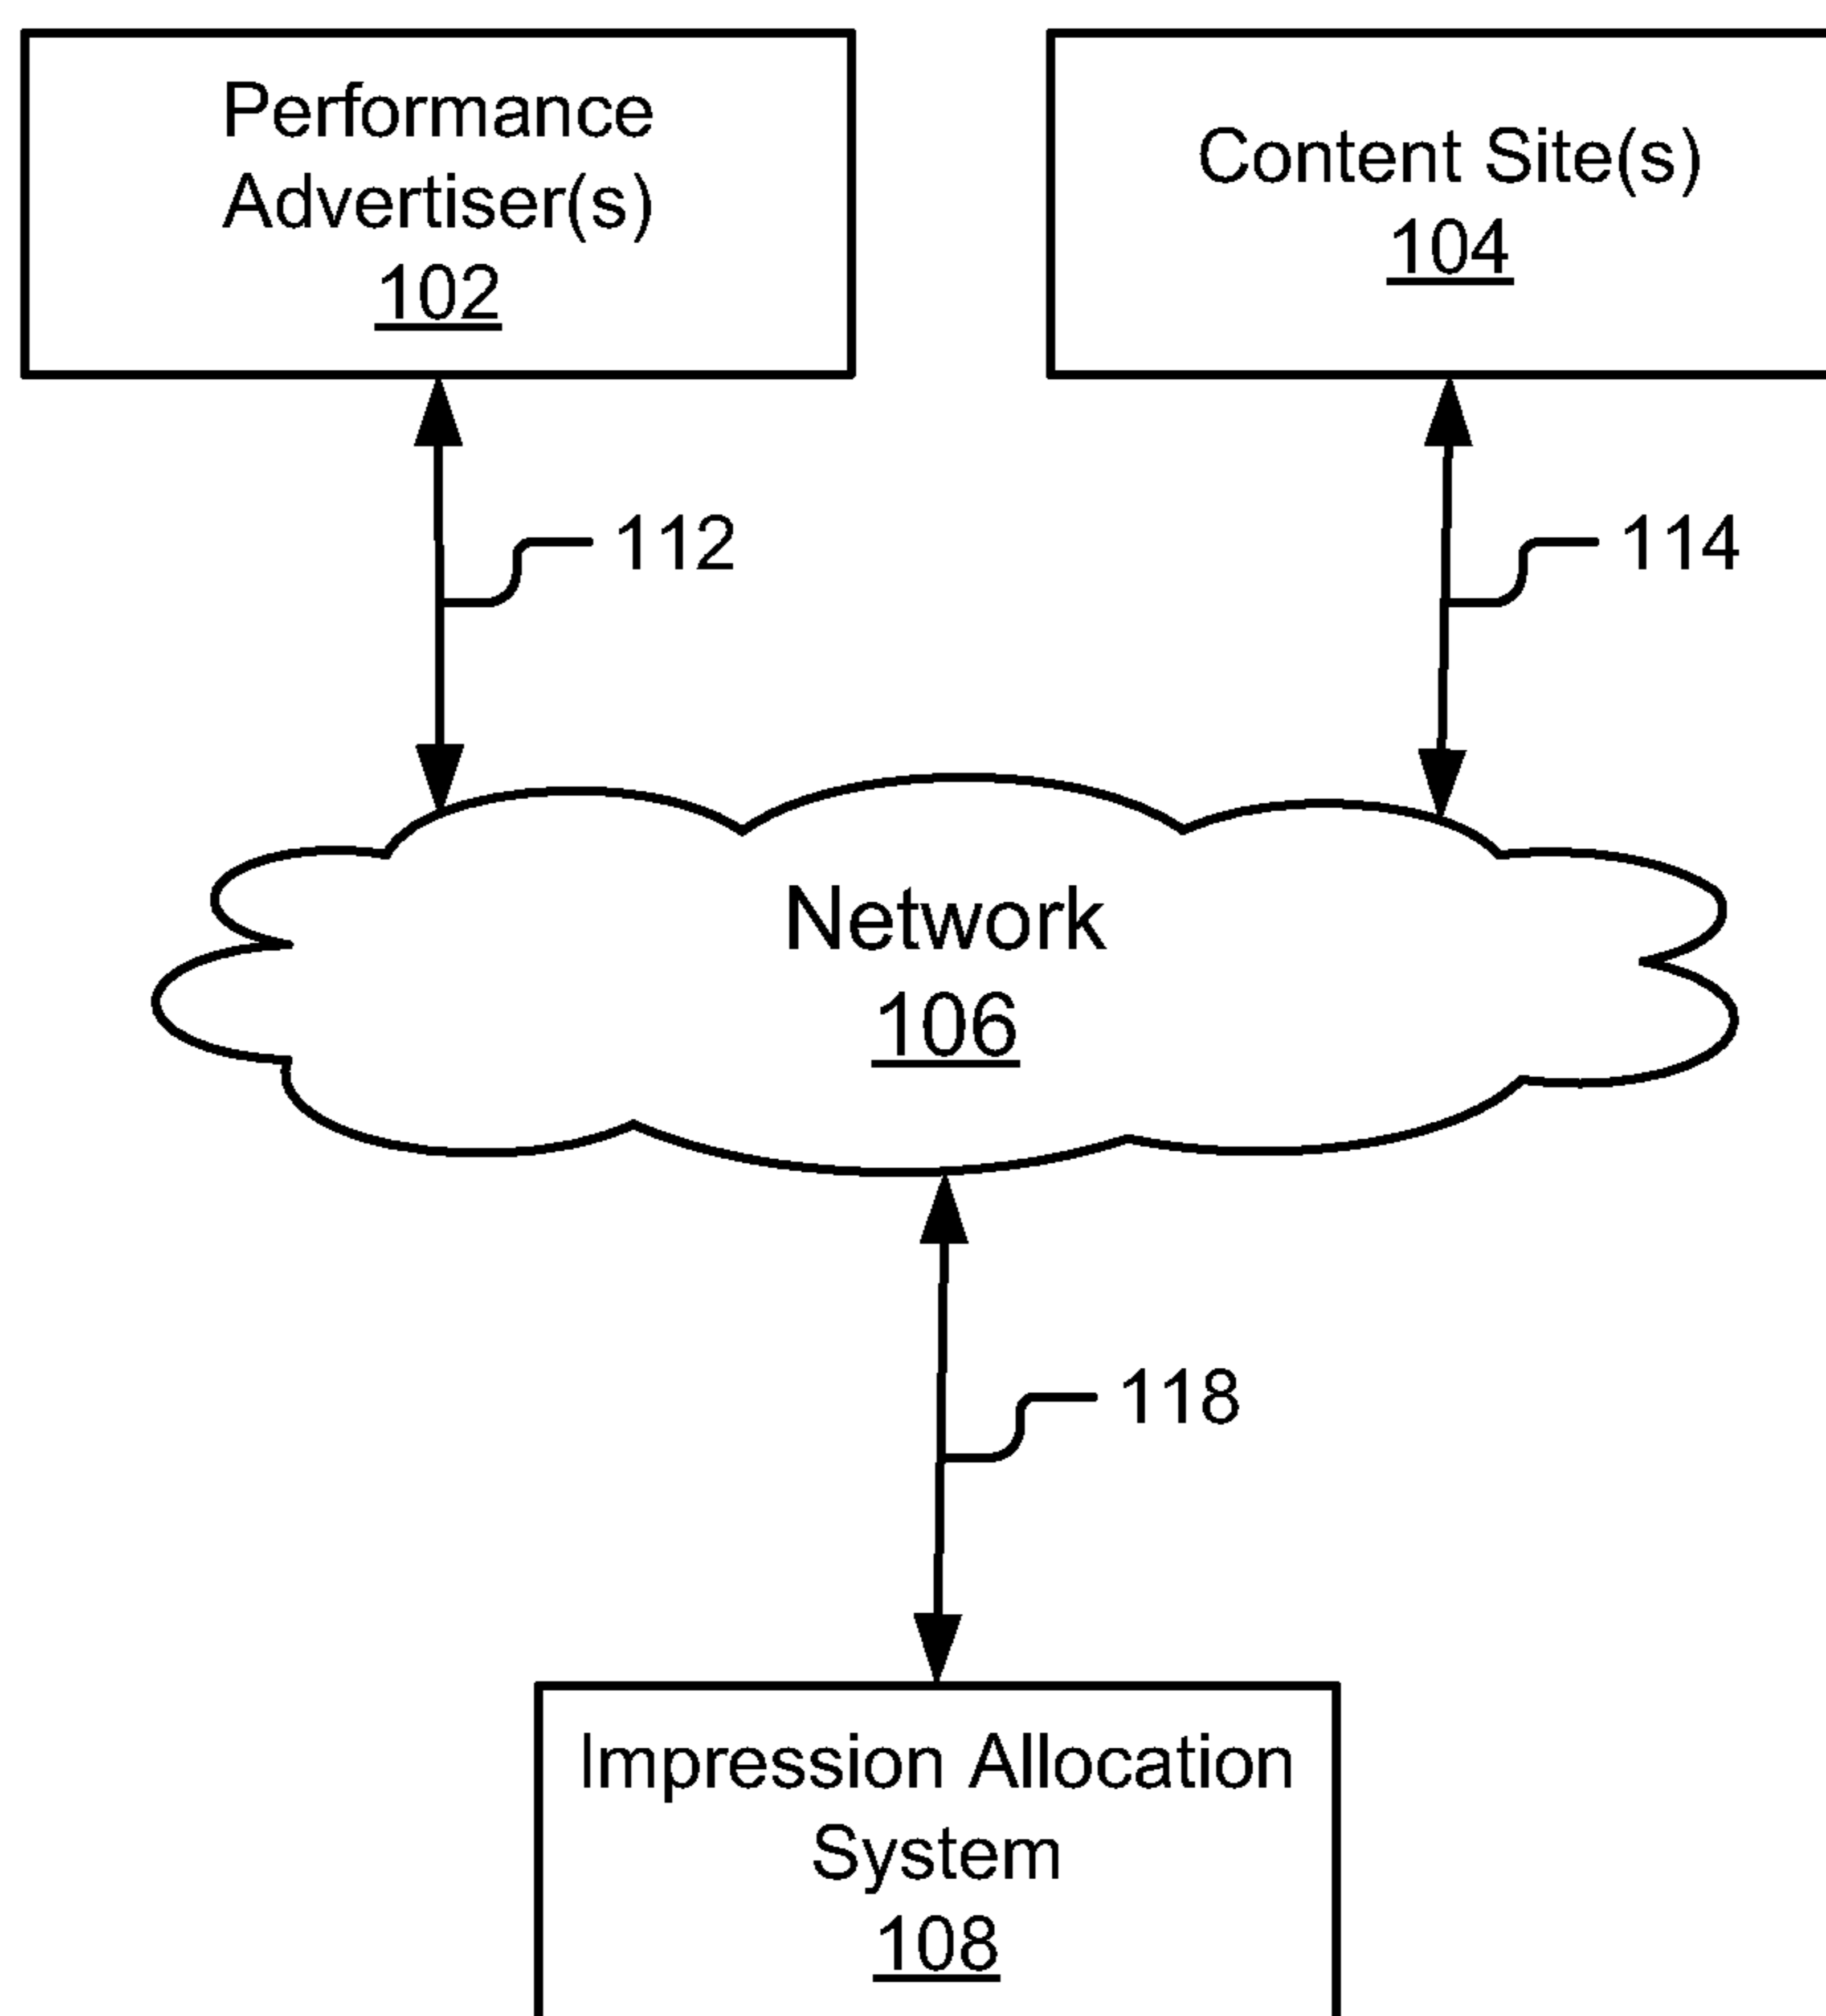 Performance
Advertiser(s)
102
Content Site(s)
104
112
114
Network
106
118
Impression Allocation
System
108